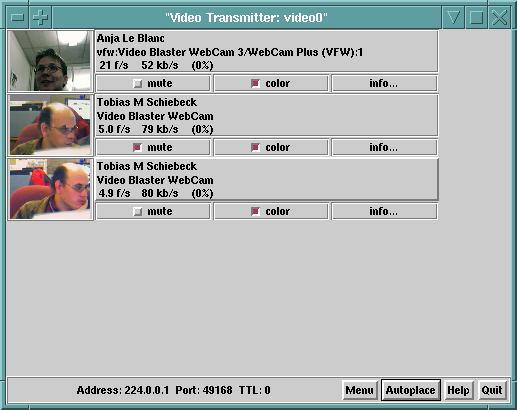 "Video Transmitter: video0"
Anja Le Blanc
vfw:Video Blaster WebCam 3/WebCam Plus (VFW):1
21 f/s 52 kb/s (0%)
mute color info...
Tobias M Schiebeck
Video Blaster WebCam
5.0 f/s 79 kb/s (0%)
mute color info...
Tobias M Schiebeck
Video Blaster WebCam
4.9 f/s 80 kb/s (0%)
mute color info...
Address: 224.0.0.1 Port: 49168 TTL: 0 Menu Autoplace Help Quit